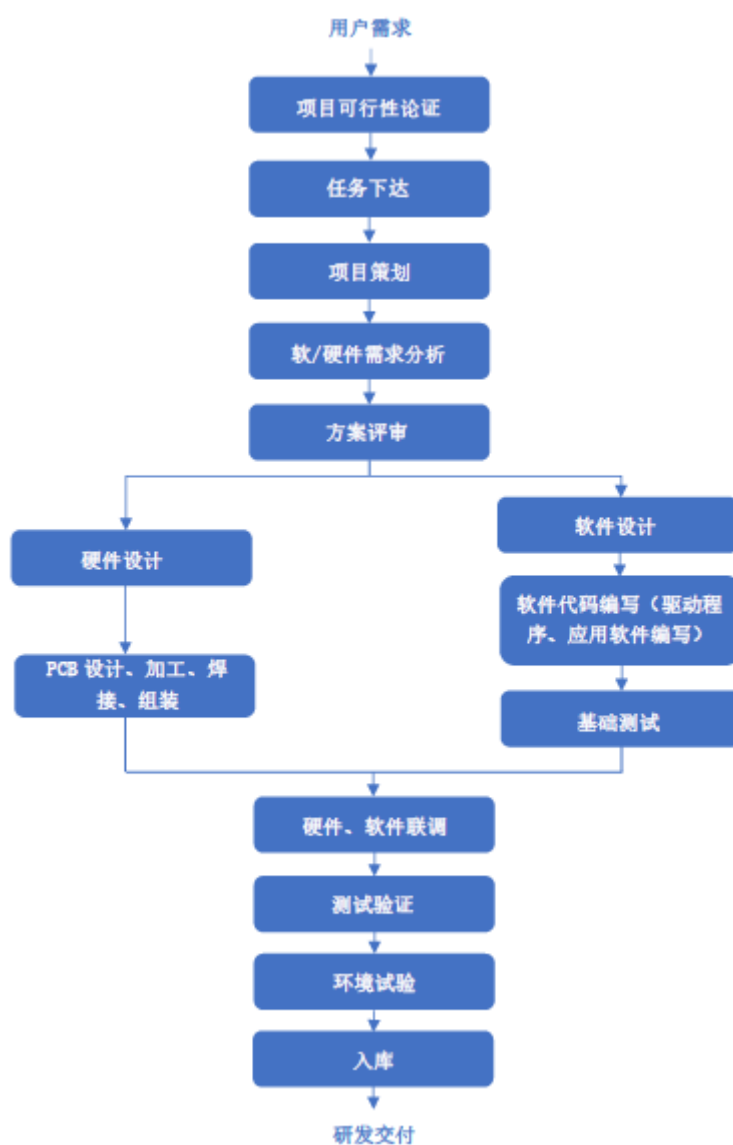 用户需求
项目可行性论证
任务下达
项目策划
软/硬件需求分析
方案评审
硬件设计
PCB 设计、加工、焊
接、组装
软件设计
软件代码编写（驱动程
序、应用软件编写）
基础测试
硬件、软件联调
测试验证
环境试验
入库
研发交付